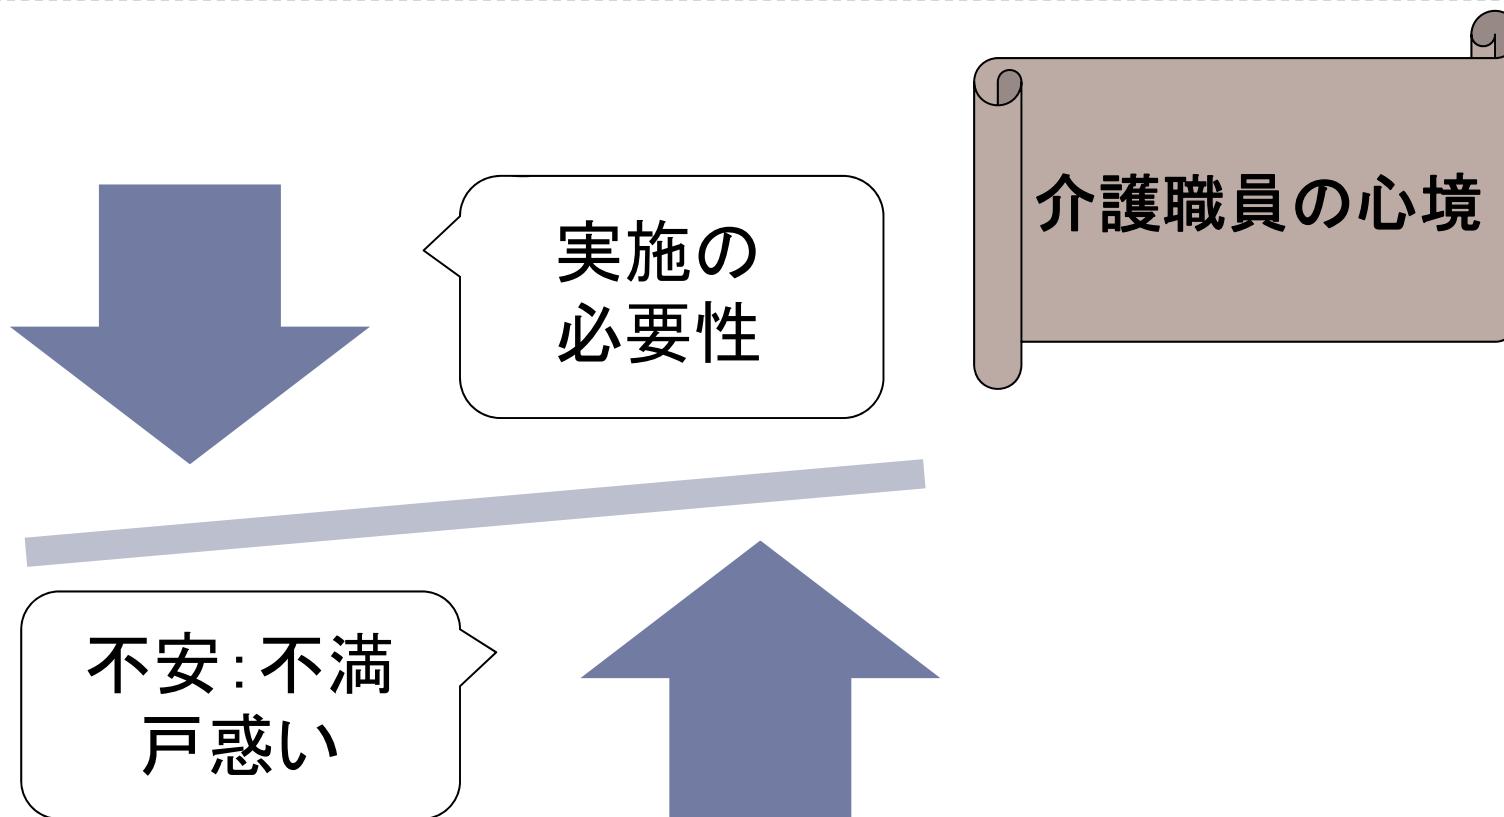 介護職員の心境
実施の
必要性
不安:不満
戸惑い